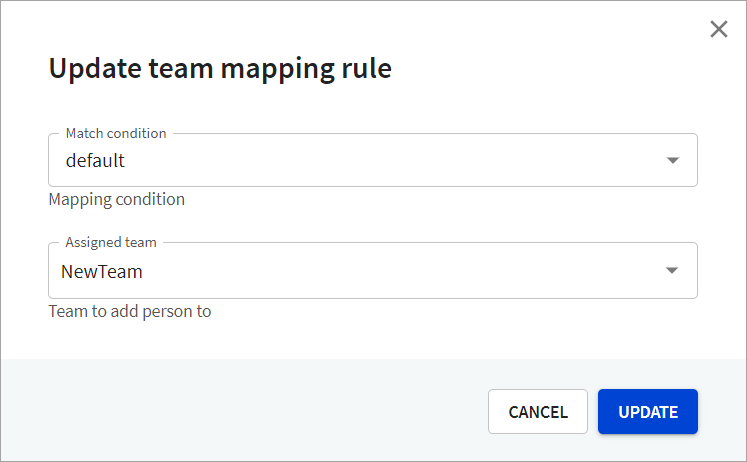 Update team mapping rule
Match condition
default
Mapping condition
Assigned team
NewTeam
Team to add person to
CANCEL UPDATE